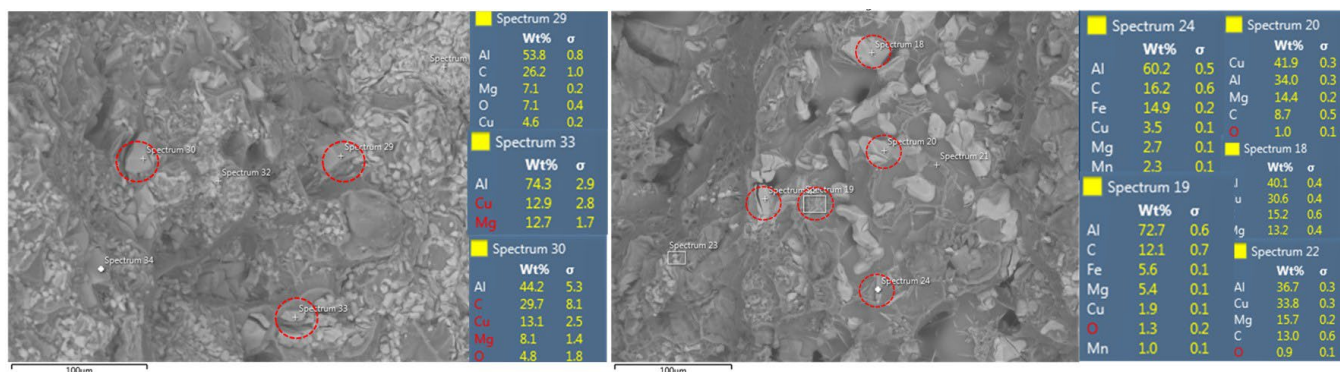 Spectrum 30
Spectrum 29
Spectrum 32
Spectrum 34
Spectrum 33
Spectrum
100μm
Spectrum 29
Wt% σ
Al 53.8 0.8
C 26.2 1.0
Mg 7.1 0.2
O 7.1 0.4
Cu 4.6 0.2
Spectrum 33
Wt% σ
Al 74.3 2.9
Cu 12.9 2.8
Mg 12.7 1.7
Spectrum 30
Wt% σ
Al 44.2 5.3
C 29.7 8.1
Cu 13.1 2.5
Mg 8.1 1.4
O 4.8 1.8
Spectrum 18
Spectrum 20
Spectrum 21
Spectrum 19
Spectrum 23
Spectrum 24
100μm
Spectrum 24
Wt% σ
Al 60.2 0.5
C 16.2 0.6
Fe 14.9 0.2
Cu 3.5 0.1
Mg 2.7 0.1
Mn 2.3 0.1
Spectrum 19
Wt% σ
Al 72.7 0.6
C 12.1 0.7
Fe 5.6 0.1
Mg 5.4 0.1
Cu 1.9 0.1
O 1.3 0.2
Mn 1.0 0.1
Spectrum 20
Wt% σ
Cu 41.9 0.3
Al 34.0 0.3
Mg 14.4 0.2
C 8.7 0.5
O 1.0 0.1
Spectrum 18
Wt% σ
40.1 0.4
30.6 0.4
15.2 0.6
13.2 0.4
Spectrum 22
Wt% σ
Al 36.7 0.3
Cu 33.8 0.3
Mg 15.7 0.2
C 13.0 0.6
O 0.9 0.1